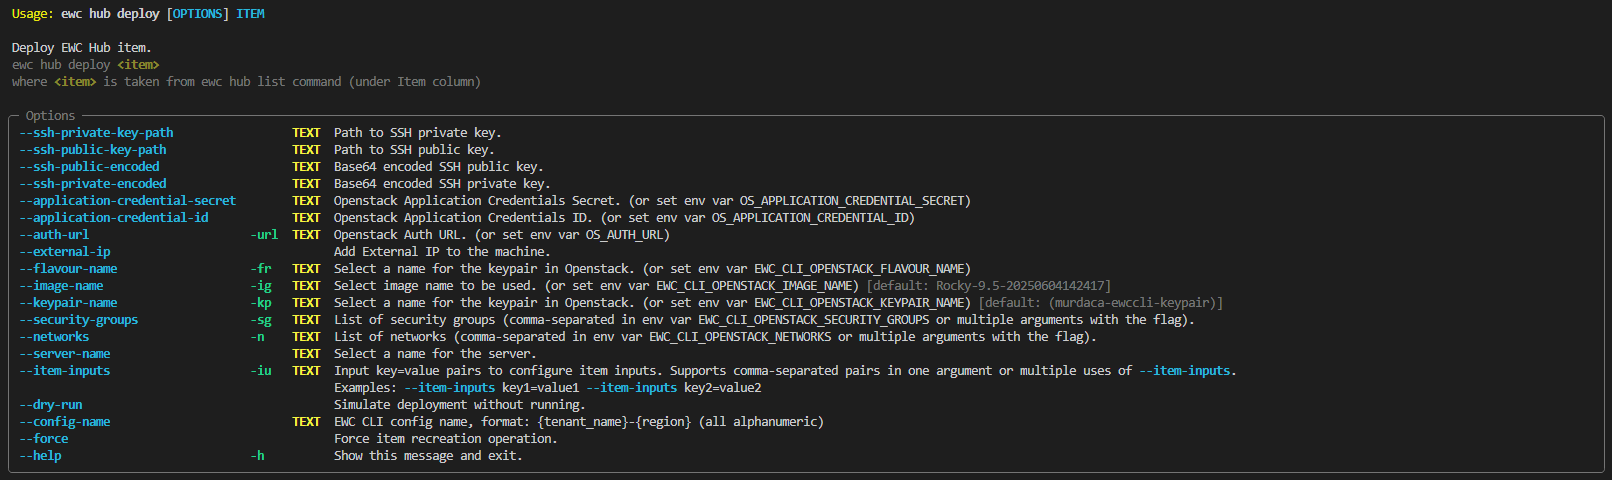 Usage: ewc hub deploy [OPTIONS] ITEM
Deploy EWC Hub item.
ewc hub deploy <item>
where <item> is taken from ewc hub list command (under Item column)
Options
--ssh-private-key-path TEXT Path to SSH private key.
--ssh-public-key-path TEXT Path to SSH public key.
--ssh-public-encoded TEXT Base64 encoded SSH public key.
--ssh-private-encoded TEXT Base64 encoded SSH private key.
--application-credential-secret TEXT Openstack Application Credentials Secret. (or set env var OS_APPLICATION_CREDENTIAL_SECRET)
--application-credential-id TEXT Openstack Application Credentials ID. (or set env var OS_APPLICATION_CREDENTIAL_ID)
--auth-url -url TEXT Openstack Auth URL. (or set env var OS_AUTH_URL)
--external-ip Add External IP to the machine.
--flavour-name -fr TEXT Select a name for the keypair in Openstack. (or set env var EWC_CLI_OPENSTACK_FLAVOUR_NAME)
--image-name -ig TEXT Select image name to be used. (or set env var EWC_CLI_OPENSTACK_IMAGE_NAME) [default: Rocky-9.5-20250604142417]
--keypair-name -kp TEXT Select a name for the keypair in Openstack. (or set env var EWC_CLI_OPENSTACK_KEYPAIR_NAME) [default: (murdaca-ewccli-keypair)]
--security-groups -sg TEXT List of security groups (comma-separated in env var EWC_CLI_OPENSTACK_SECURITY_GROUPS or multiple arguments with the flag).
--networks -n TEXT List of networks (comma-separated in env var EWC_CLI_OPENSTACK_NETWORKS or multiple arguments with the flag).
--server-name TEXT Select a name for the server.
--item-inputs -iu TEXT Input key=value pairs to configure item inputs. Supports comma-separated pairs in one argument or multiple uses of --item-inputs.
Examples: --item-inputs key1=value1 --item-inputs key2=value2
--dry-run Simulate deployment without running.
--config-name TEXT EWC CLI config name, format: {tenant_name}-{region} (all alphanumeric)
--force Force item recreation operation.
--help -h Show this message and exit.